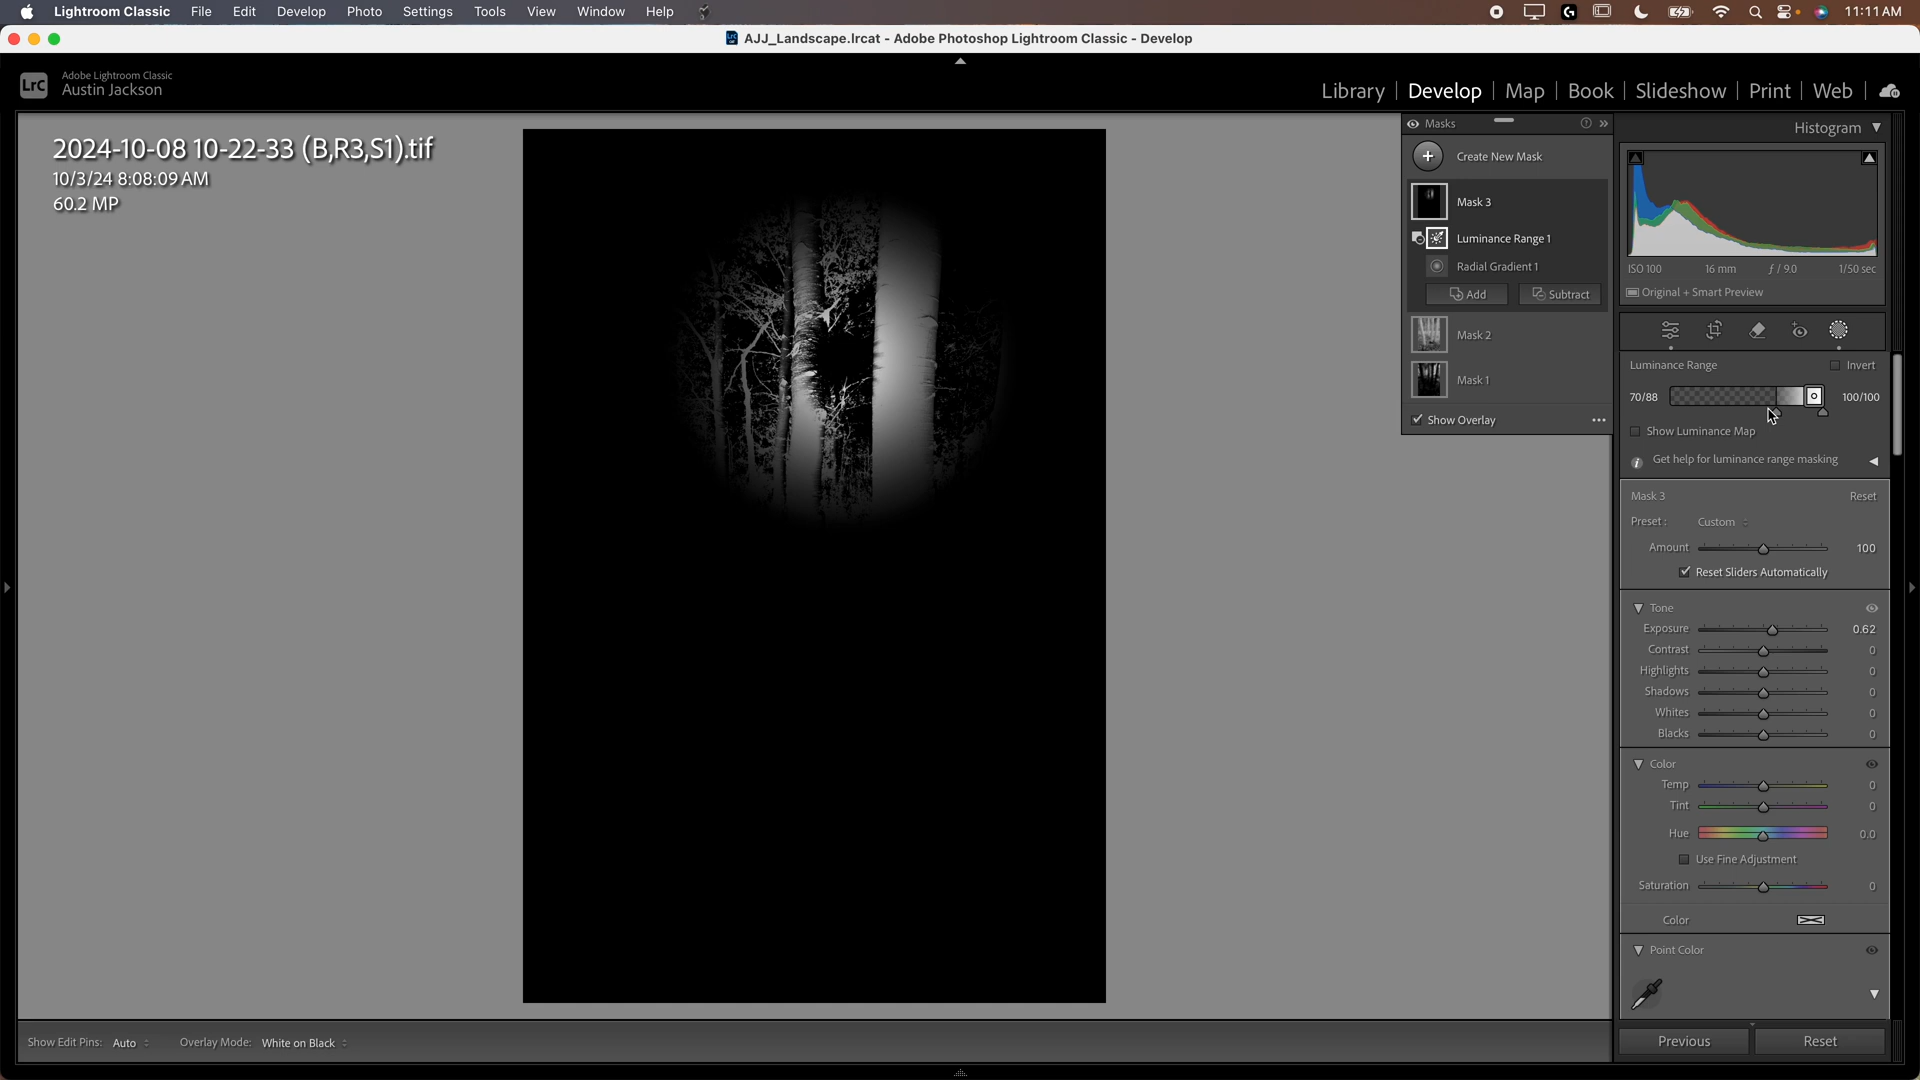 Lightroom Classic File Edit Develop Photo Settings Tools View Window Help 11:11 AM
LrC AJJ_Landscape.lrcat - Adobe Photoshop Lightroom Classic - Develop
LrC Adobe Lightroom Classic
Austin Jackson
Library Develop Map Book Slideshow Print Web
2024-10-08 10-22-33 (B,R3,S1).tif
10/3/24 8:08:09 AM
60.2 MP
Masks
Create New Mask
Mask 3
Luminance Range 1
Radial Gradient 1
Add Subtract
Mask 2
Mask 1
Show Overlay
Histogram
ISO 100 16 mm ƒ / 9.0 1/50 sec
Original + Smart Preview
Luminance Range Invert
70/88 100/100
Show Luminance Map
Get help for luminance range masking
Mask 3 Reset
Preset: Custom
Amount 100
Reset Sliders Automatically
Tone
Exposure 0.62
Contrast 0
Highlights 0
Shadows 0
Whites 0
Blacks 0
Color
Temp 0
Tint 0
Hue 0.0
Use Fine Adjustment
Saturation 0
Color
Point Color
Previous Reset
Show Edit Pins: Auto Overlay Mode: White on Black